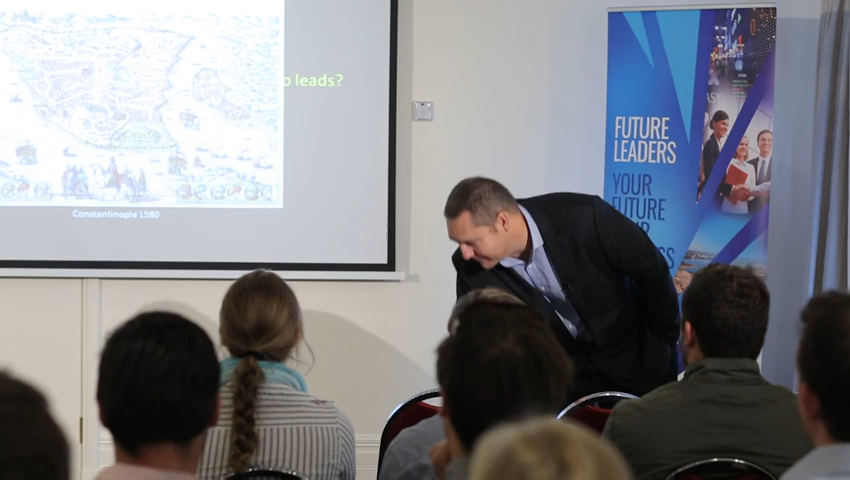 leads?
Constantinople 1580
FUTURE
LEADERS
YOUR
FUTURE